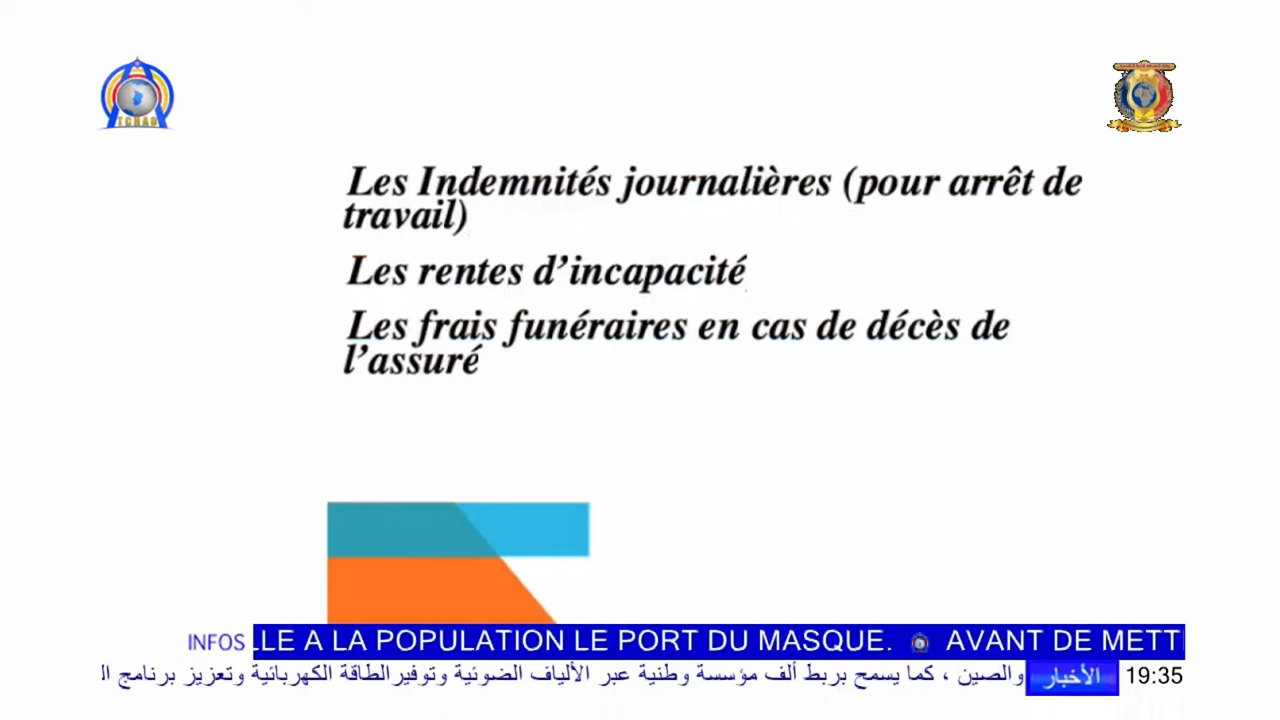 TCHAD
Les Indemnités journalières (pour arrêt de
travail)
Les rentes d’incapacité
Les frais funéraires en cas de décès de
l’assuré
INFOS LLE A LA POPULATION LE PORT DU MASQUE. AVANT DE METT
والصين ، كما يسمح بربط ألف مؤسسة وطنية عبر الألياف الضوئية وتوفيرالطاقة الكهربائية وتعزيز برنامج ال
الأخبار 19:35